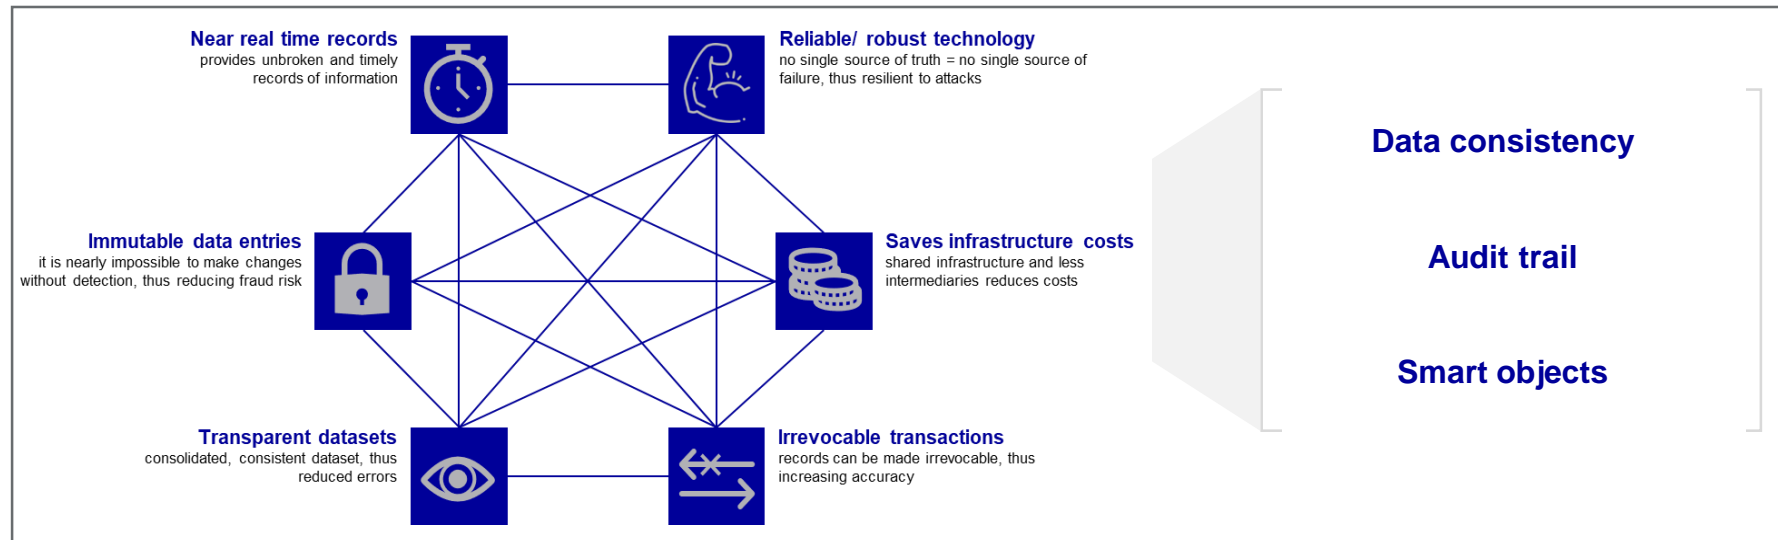 Near real time records
provides unbroken and timely
records of information
Reliable/ robust technology
no single source of truth = no single source of
failure, thus resilient to attacks
Immutable data entries
it is nearly impossible to make changes
without detection, thus reducing fraud risk
Saves infrastructure costs
shared infrastructure and less
intermediaries reduces costs
Transparent datasets
consolidated, consistent dataset, thus
reduced errors
Irrevocable transactions
records can be made irrevocable, thus
increasing accuracy
Data consistency
Audit trail
Smart objects